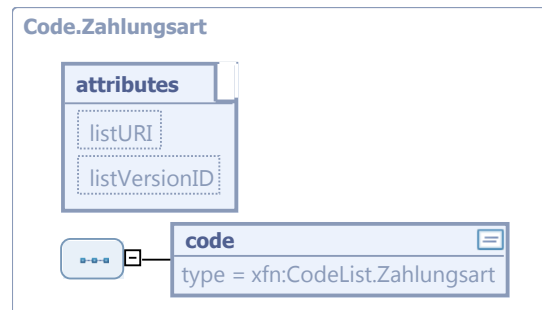 Code.Zahlungsart
attributes
listURI
listVersionID
code
type = xfn:CodeList.Zahlungsart